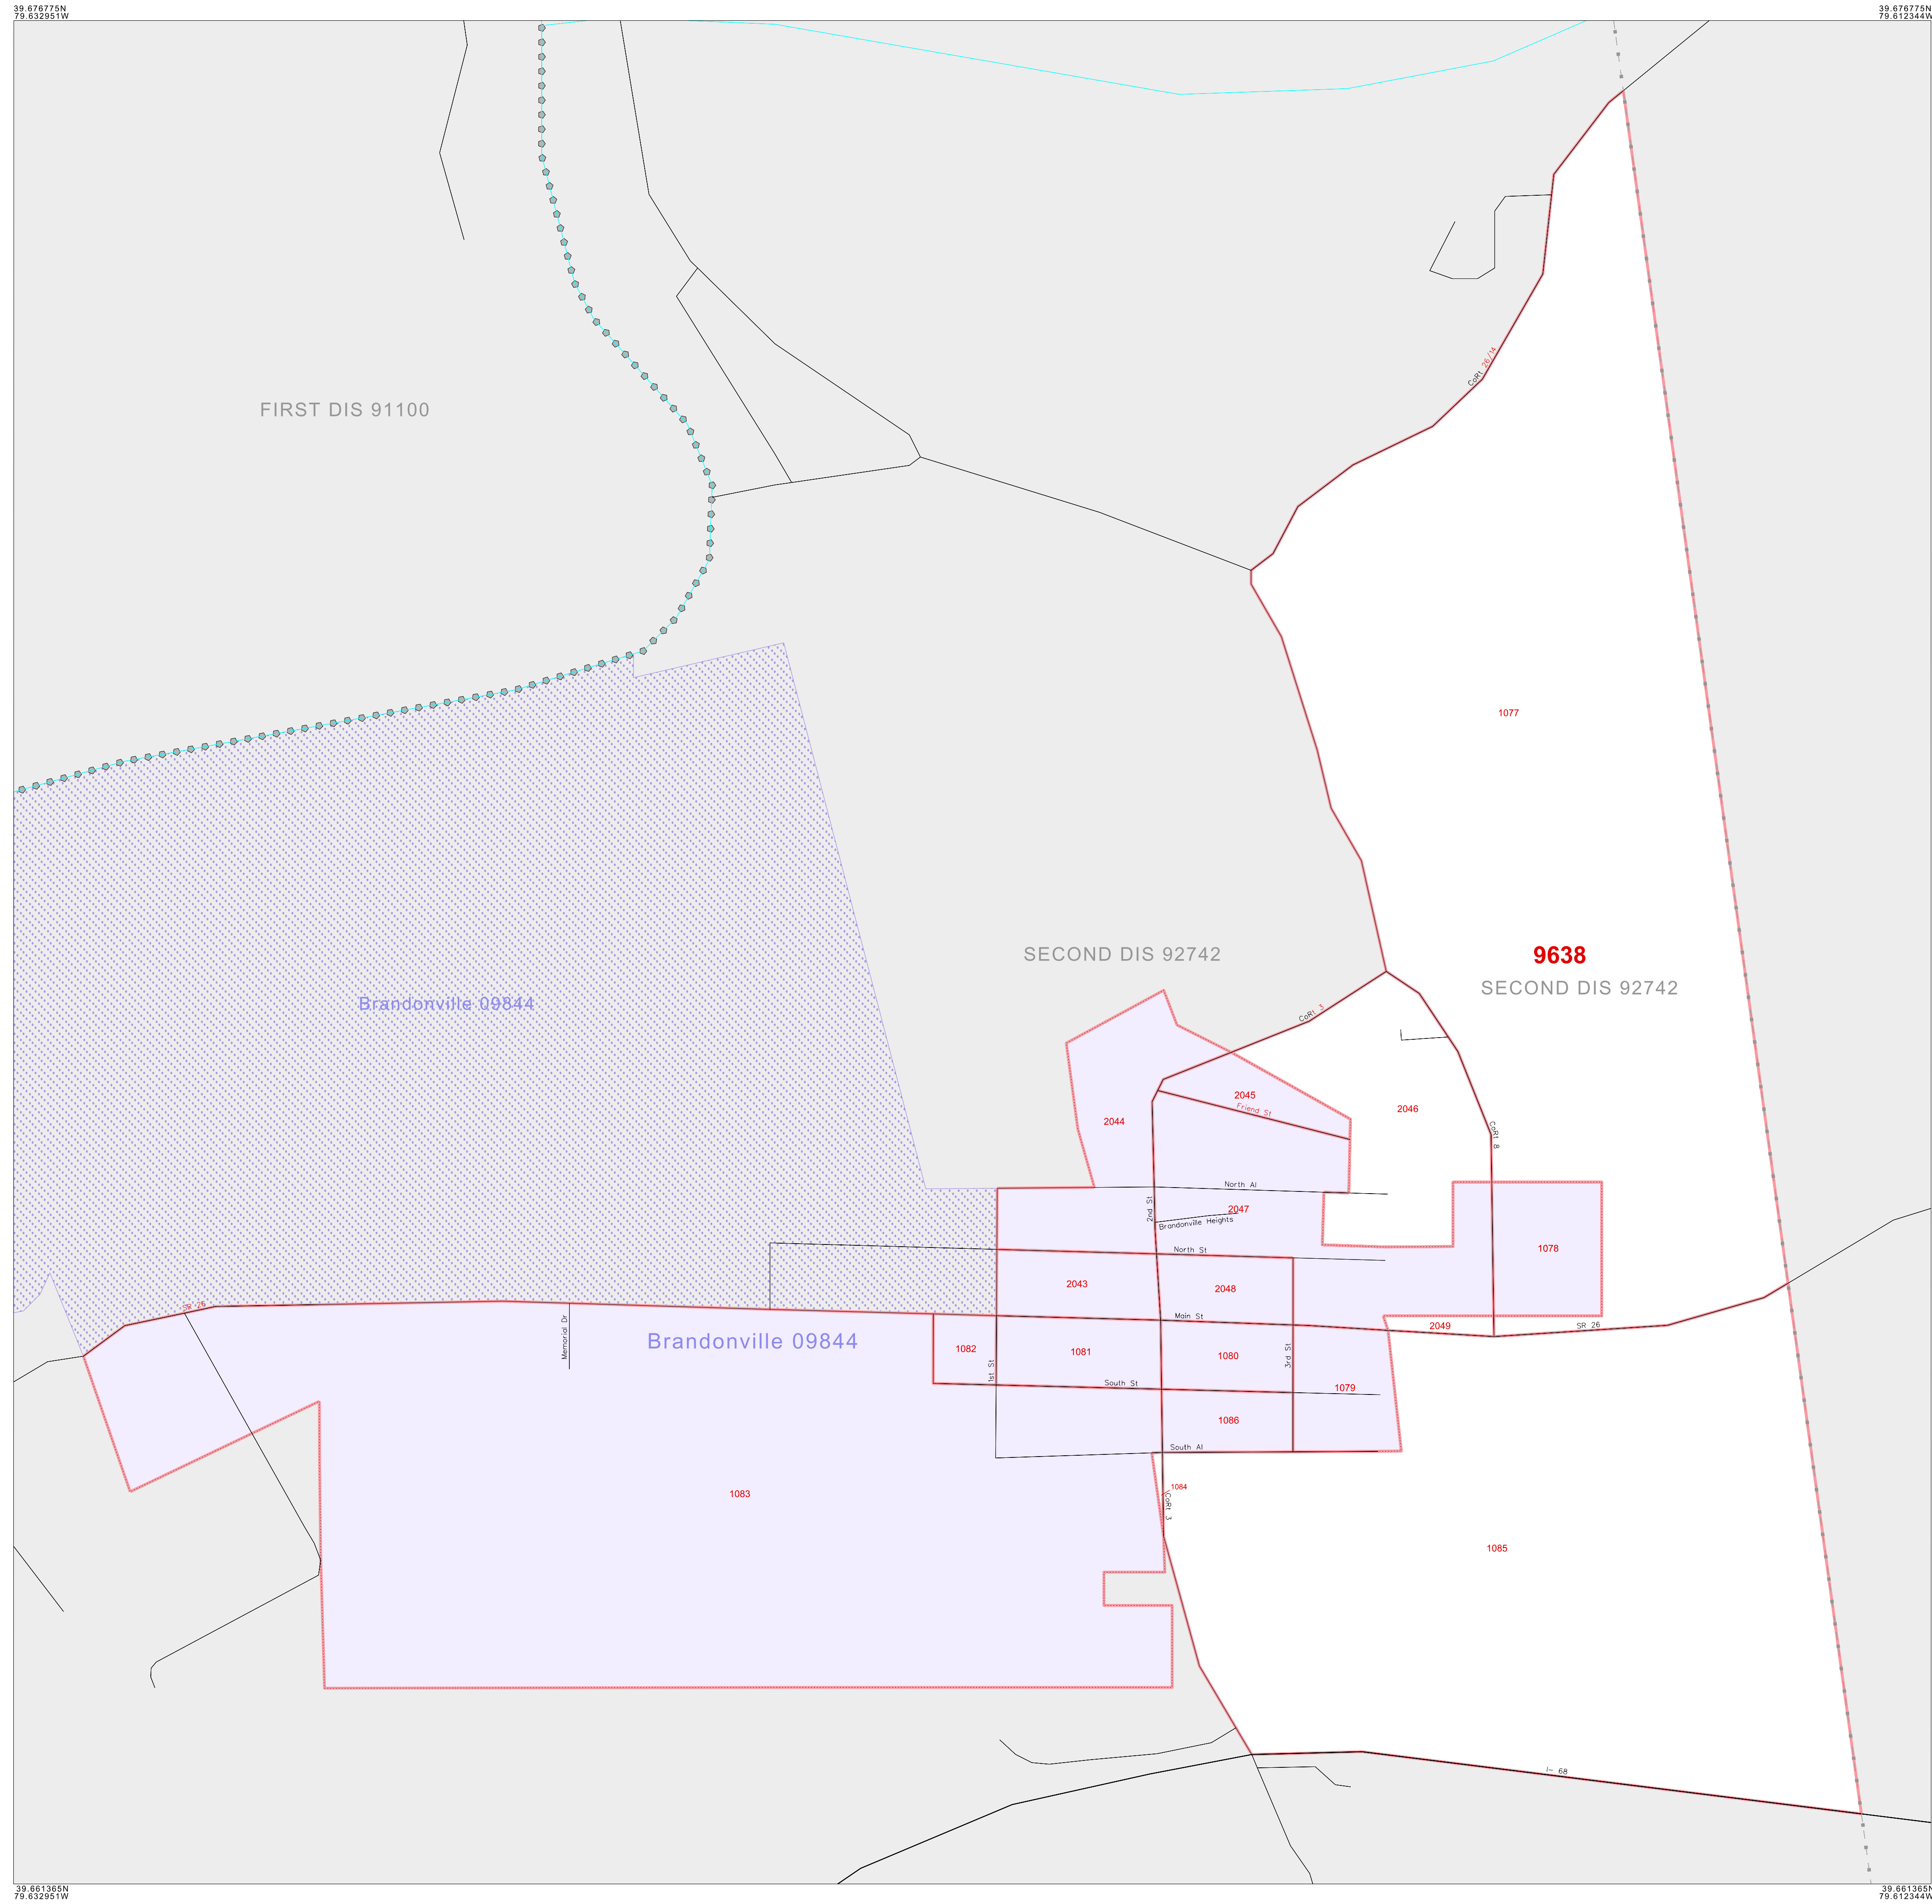 39.676775N
79.632951W
39.676775N
79.612344W
CoRt 26/14
FIRST DIS 91100
1077
SECOND DIS 92742
9638
SECOND DIS 92742
Brandonville 09844
CoRt 3
2045
Friend St
2046
2044
CoRt 8
North Al
2nd St
2047
Brandonville Heights
North St
1078
2043
2048
SR 26
Main St
2049
SR 26
Memorial Dr
Brandonville 09844
1082
1st St
1081
1080
3rd St
South St
1079
1086
South Al
1083
1084
CoRt 3
1085
I- 68
39.661365N
79.632951W
39.661365N
79.612344W